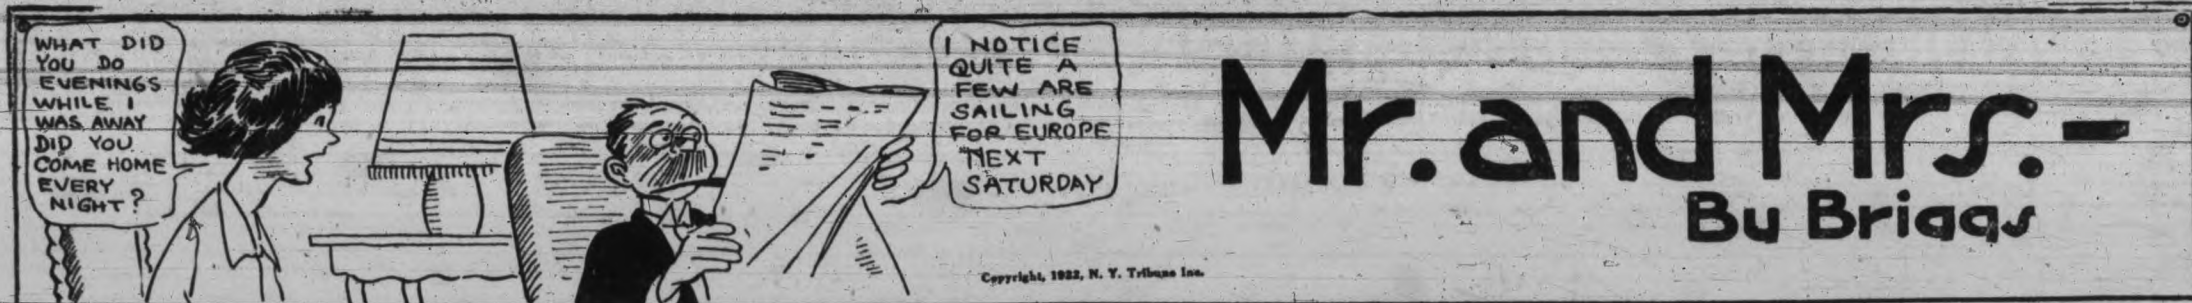 WHAT DID
YOU DO
EVENINGS
WHILE I
WAS AWAY
DID YOU
COME HOME
EVERY
NIGHT?
I NOTICE
QUITE A
FEW ARE
SAILING
FOR EUROPE
NEXT
SATURDAY
Mr. and Mrs.-
By Briggs
Copyright, 1922, N. Y. Tribune Inc.